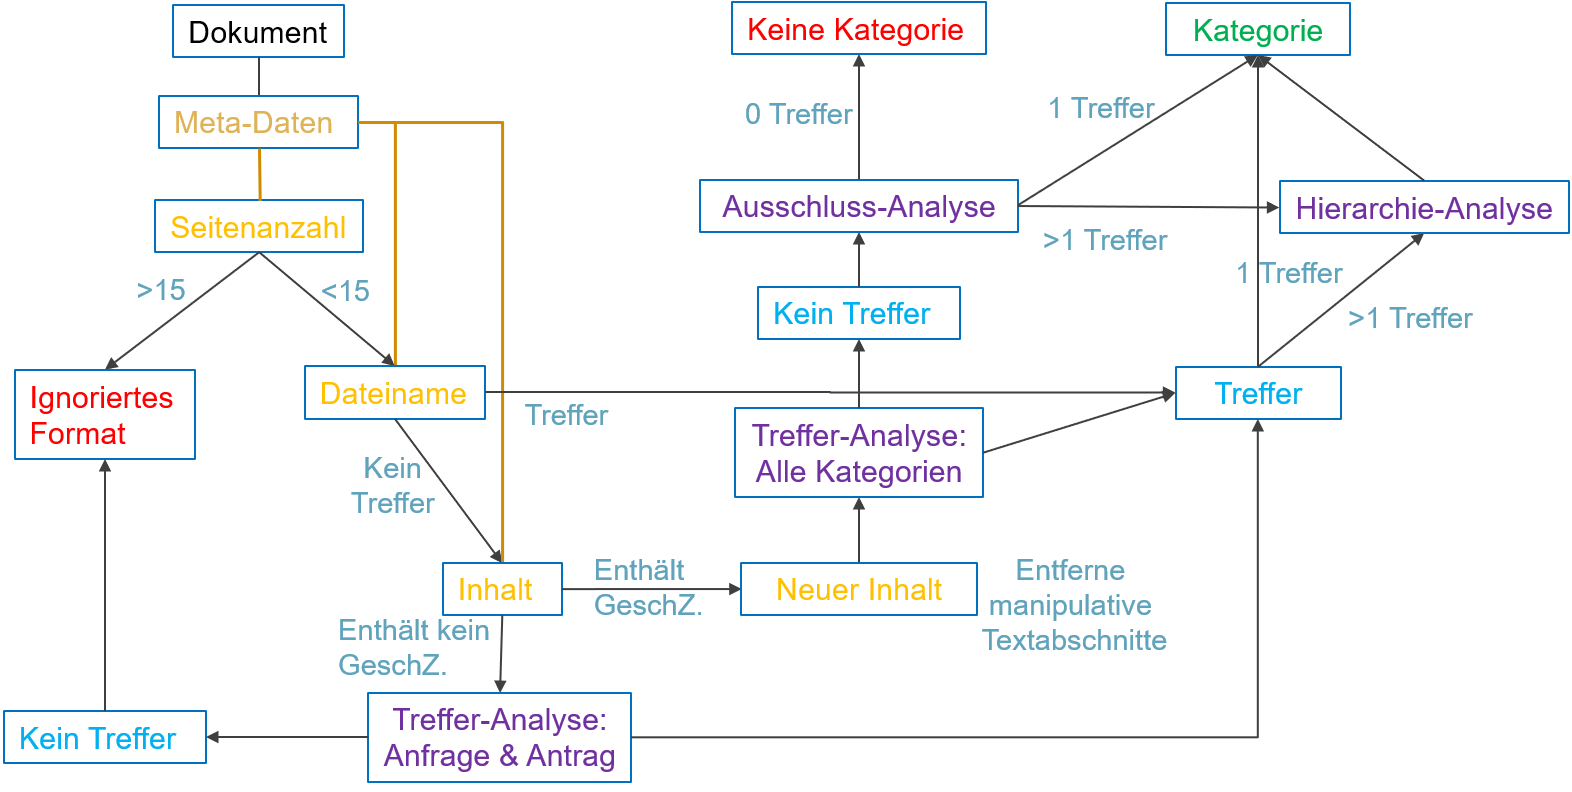 Dokument
Keine Kategorie
Kategorie
Meta-Daten
0 Treffer
1 Treffer
Seitenanzahl
Ausschluss-Analyse
Hierarchie-Analyse
>1 Treffer
>15
<15
1 Treffer
Kein Treffer
>1 Treffer
Ignoriertes
Format
Dateiname
Treffer
Treffer
Treffer-Analyse:
Alle Kategorien
Kein
Treffer
Inhalt
Enthält
GeschZ.
Neuer Inhalt
Entferne
manipulative
Textabschnitte
Enthält kein
GeschZ.
Kein Treffer
Treffer-Analyse:
Anfrage & Antrag